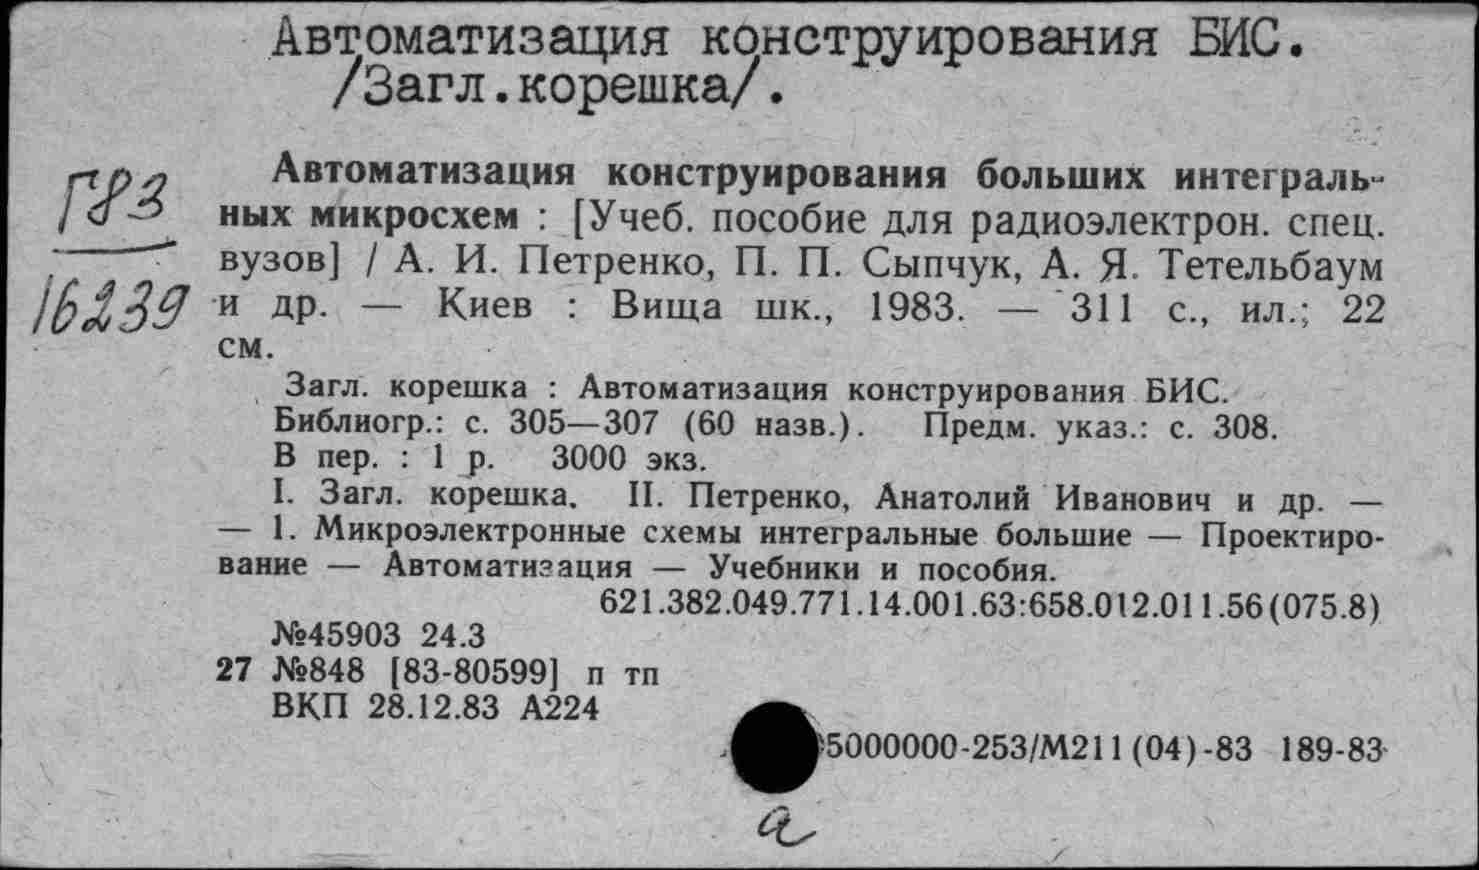 Автоматизация конструирования БИС.
/Загл.корешка/.
Г83
16239
Автоматизация конструирования больших интеграль-
ных микросхем : [Учеб. пособие для радиоэлектрон. спец.
вузов] / А. И. Петренко, П. П. Сыпчук, А. Я. Тетельбаум
и др. — Киев : Вища шк., 1983. — 311 с., ил.; 22
см.
Загл. корешка : Автоматизация конструирования БИС.
Библиогр.: с. 305—307 (60 назв.). Предм. указ.: с. 308.
В пер. : 1 р. 3000 экз.
I. Загл. корешка. II. Петренко, Анатолий Иванович и др. —
— 1. Микроэлектронные схемы интегральные большие — Проектиро-
вание — Автоматизация — Учебники и пособия.
621.382.049.771.14.001.63:658.012.011.56(075.8)
№45903 24.3
27 №848 [83-80599] п тп
ВКП 28.12.83 А224
5000000-253/М211(04)-83 189-83
а